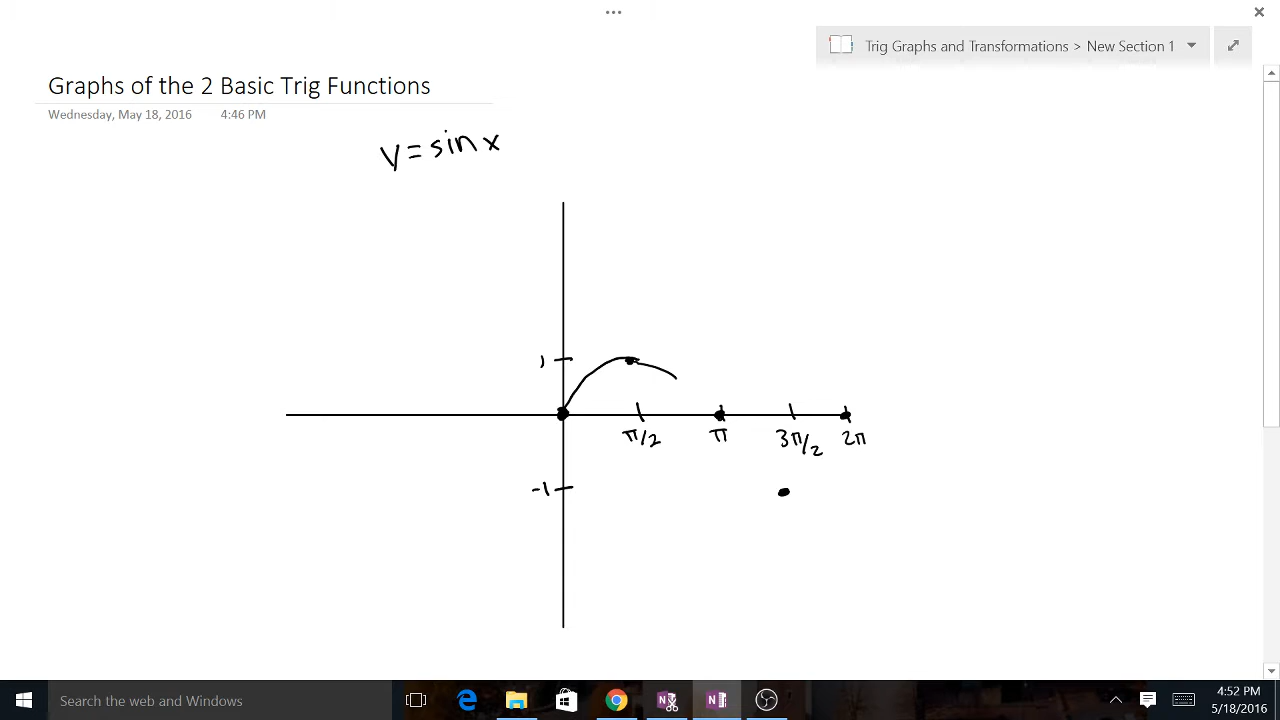 Trig Graphs and Transformations > New Section 1
Graphs of the 2 Basic Trig Functions
Wednesday, May 18, 2016 4:46 PM
y = sin x
1
π/2 π 3π/2 2π
-1
Search the web and Windows
4:52 PM
5/18/2016